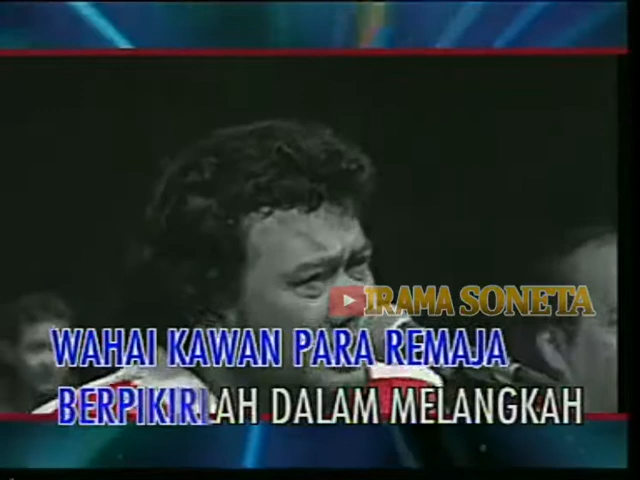 IRAMA SONETA
WAHAI KAWAN PARA REMAJA
BERPIKIRLAH DALAM MELANGKAH